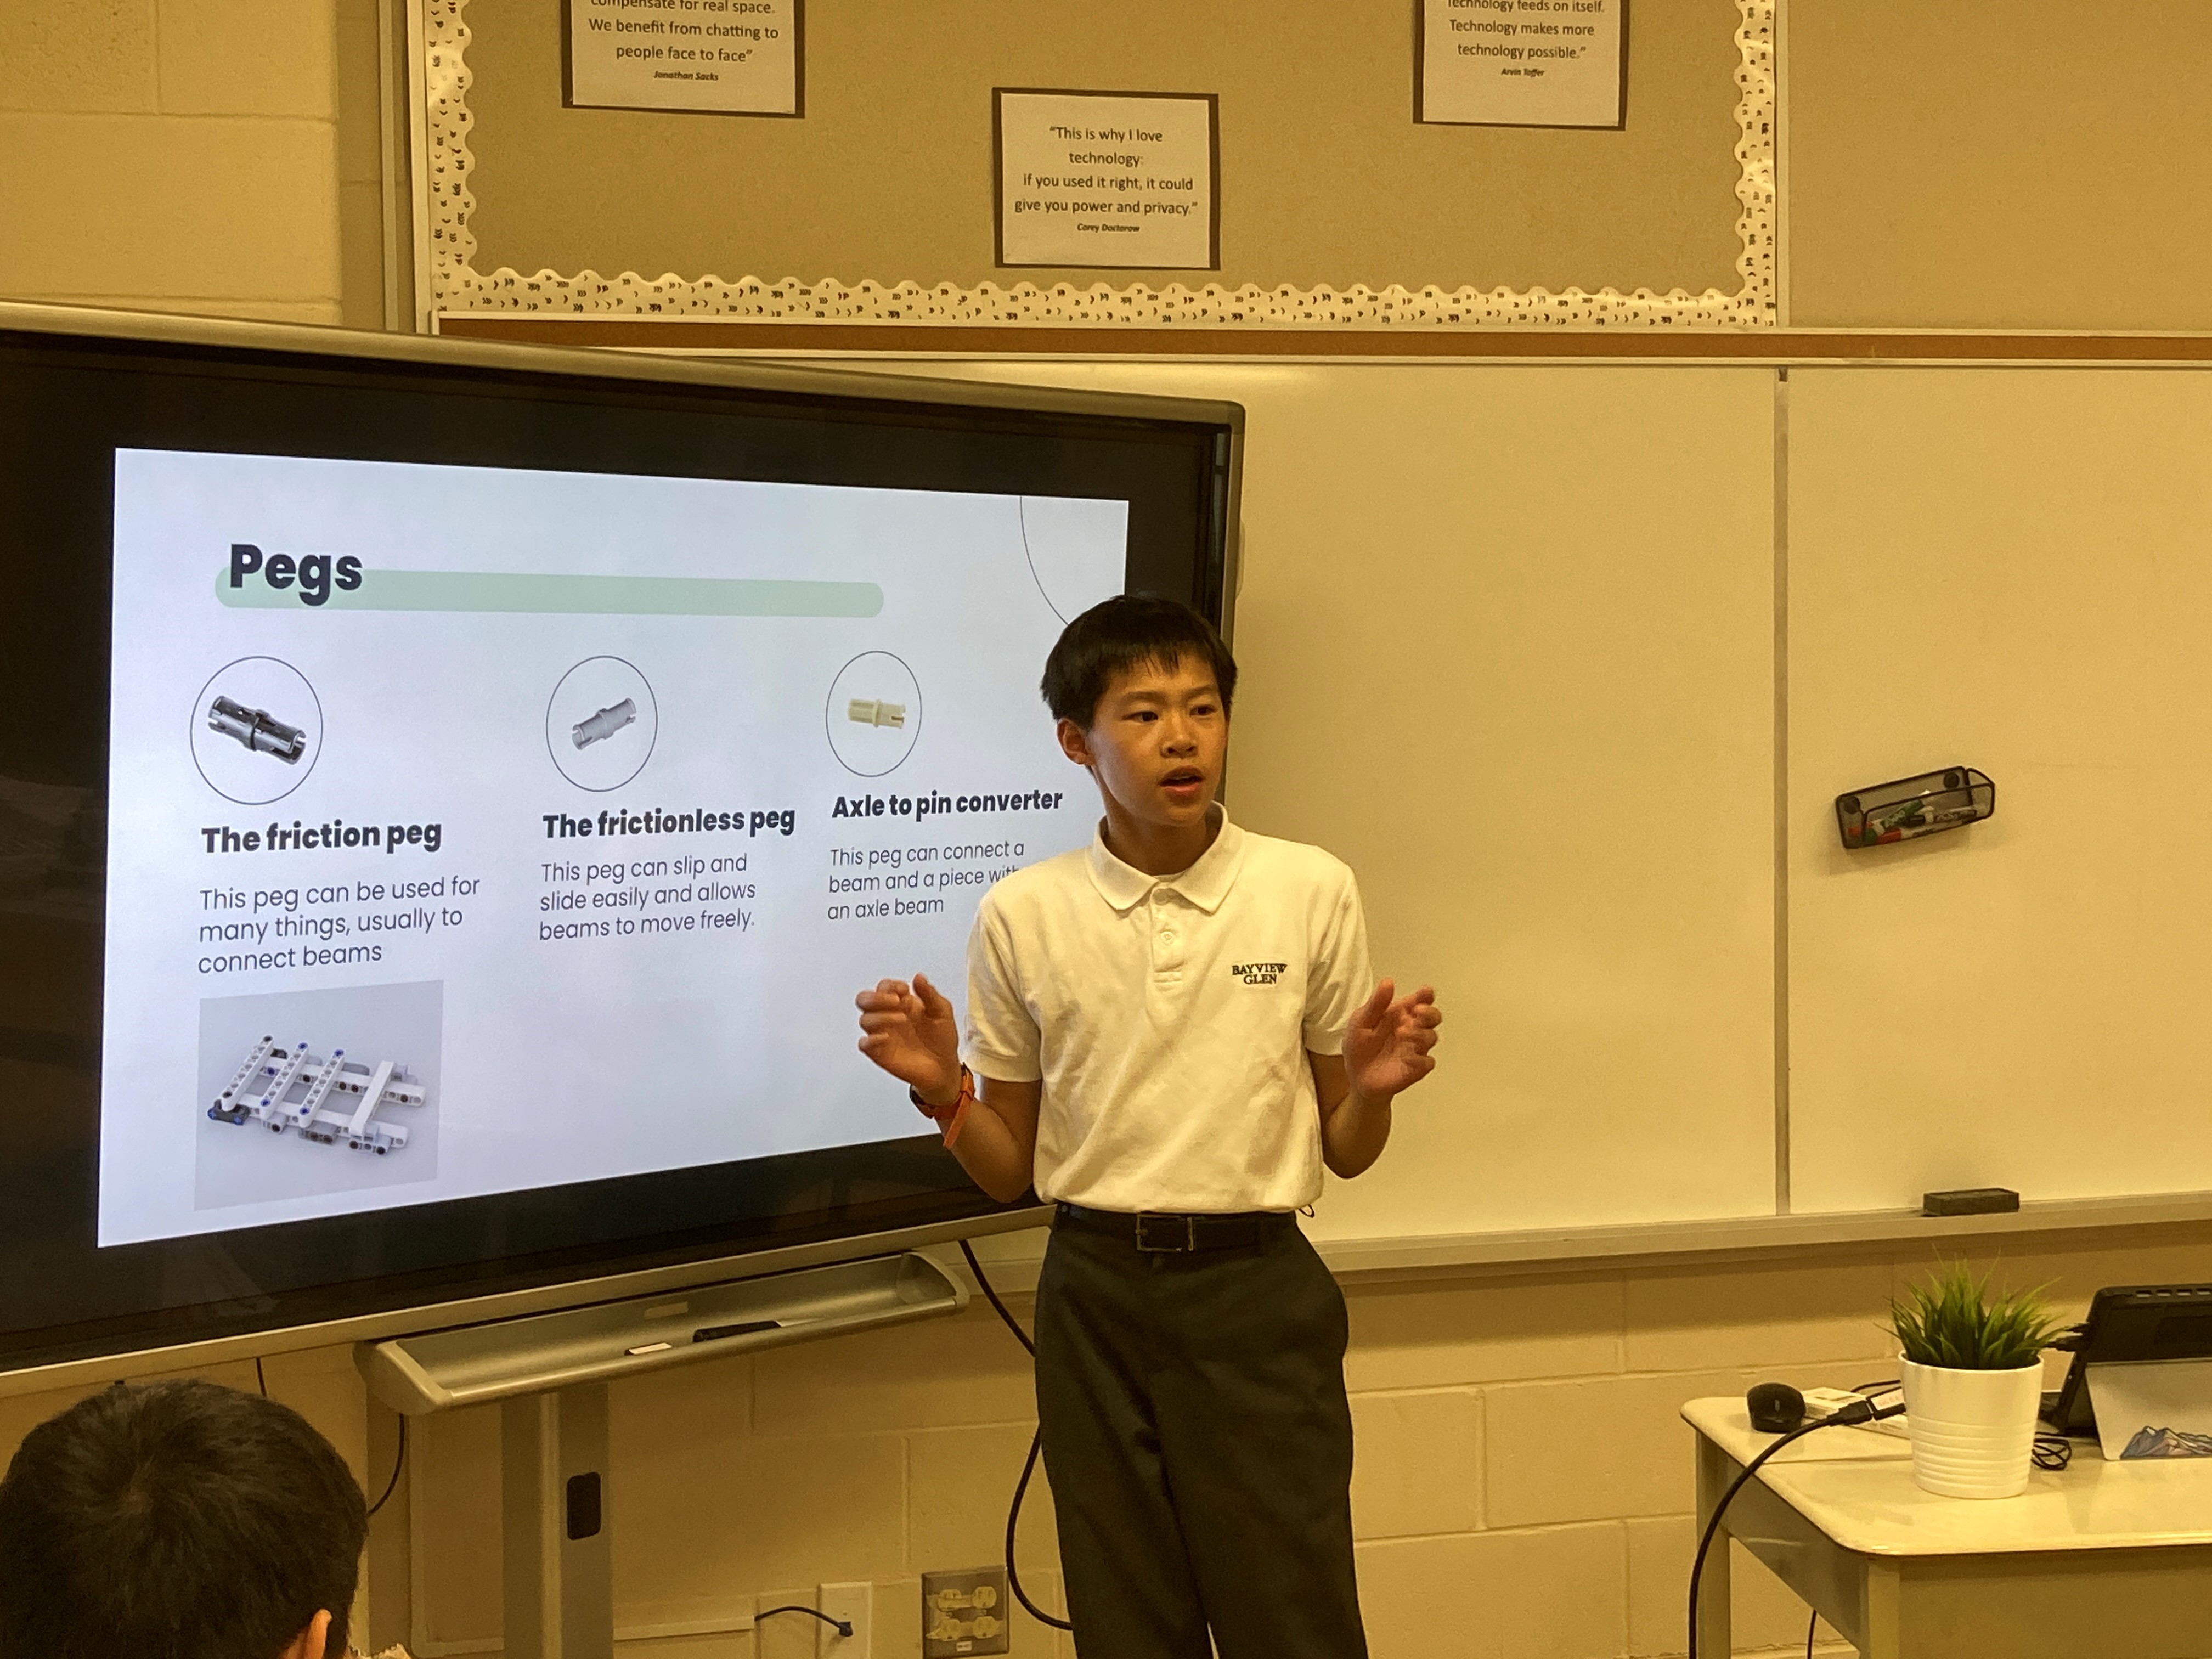 compensate for real space.
We benefit from chatting to
people face to face"
Jonathan Sacks
"This is why I love
technology:
if you used it right, it could
give you power and privacy."
Corey Doctorow
Technology feeds on itself.
Technology makes more
technology possible."
Arvin Toffer
Pegs
The friction peg
This peg can be used for
many things, usually to
connect beams
The frictionless peg
This peg can slip and
slide easily and allows
beams to move freely.
Axle to pin converter
This peg can connect a
beam and a piece with
an axle beam
BAYVIEW
GLEN